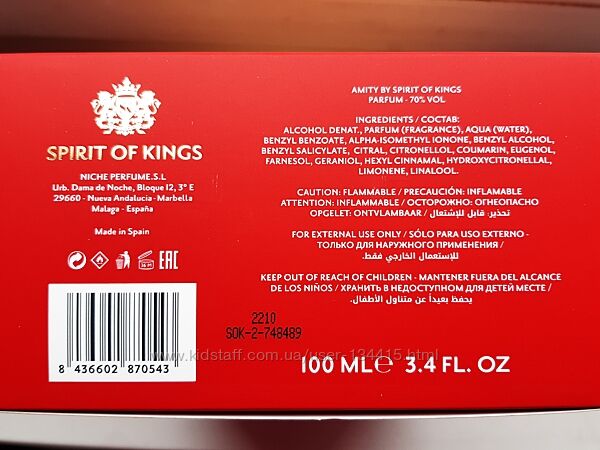 SPIRIT OF KINGS
NICHE PERFUME.S.L
Urb. Dama de Noche, Bloque 12, 3º E
29660 - Nueva Andalucia - Marbella
Malaga - España
Made in Spain
EAC
8 436602 870543
AMITY BY SPIRIT OF KINGS
PARFUM - 70% VOL.
INGREDIENTS / СОСТАВ:
ALCOHOL DENAT., PARFUM (FRAGRANCE), AQUA (WATER),
BENZYL BENZOATE, ALPHA-ISOMETHYL IONONE, BENZYL ALCOHOL,
BENZYL SALICYLATE, CITRAL, CITRONELLOL, COUMARIN, EUGENOL,
FARNESOL, GERANIOL, HEXYL CINNAMAL, HYDROXYCITRONELLAL,
LIMONENE, LINALOOL.
CAUTION: FLAMMABLE / PRECAUCIÓN: INFLAMABLE
ATTENTION: INFLAMMABLE / ОСТОРОЖНО: ОГНЕОПАСНО
OPGELET: ONTVLAMBAAR / تحذير: قابل للإشتعال
FOR EXTERNAL USE ONLY / SÓLO PARA USO EXTERNO -
ТОЛЬКО ДЛЯ НАРУЖНОГО ПРИМЕНЕНИЯ /
للإستعمال الخارجي فقط.
KEEP OUT OF REACH OF CHILDREN - MANTENER FUERA DEL ALCANCE
DE LOS NIÑOS / ХРАНИТЬ В НЕДОСТУПНОМ ДЛЯ ДЕТЕЙ МЕСТЕ /
يحفظ بعيداً عن متناول الأطفال.
2210
SOK-2-748489
www.kidstaff.com.ua/user-134415.html
100 ML ℮ 3.4 FL. OZ